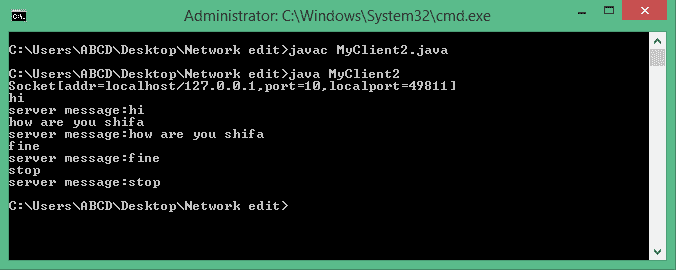 Administrator: C:\Windows\System32\cmd.exe
C:\Users\ABCD\Desktop\Network edit>javac MyClient2.java
C:\Users\ABCD\Desktop\Network edit>java MyClient2
Socket[addr=localhost/127.0.0.1,port=10,localport=49811]
hi
server message:hi
how are you shifa
server message:how are you shifa
fine
server message:fine
stop
server message:stop
C:\Users\ABCD\Desktop\Network edit>